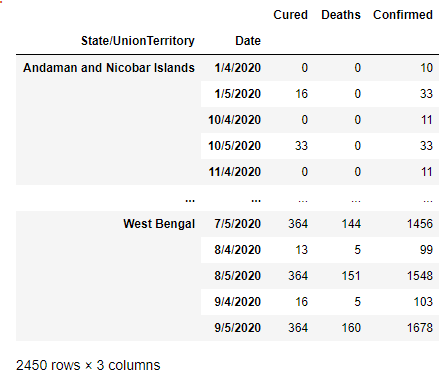 Cured Deaths Confirmed
State/UnionTerritory Date
Andaman and Nicobar Islands 1/4/2020 0 0 10
1/5/2020 16 0 33
10/4/2020 0 0 11
10/5/2020 33 0 33
11/4/2020 0 0 11
... ... ... ... ...
West Bengal 7/5/2020 364 144 1456
8/4/2020 13 5 99
8/5/2020 364 151 1548
9/4/2020 16 5 103
9/5/2020 364 160 1678
2450 rows × 3 columns